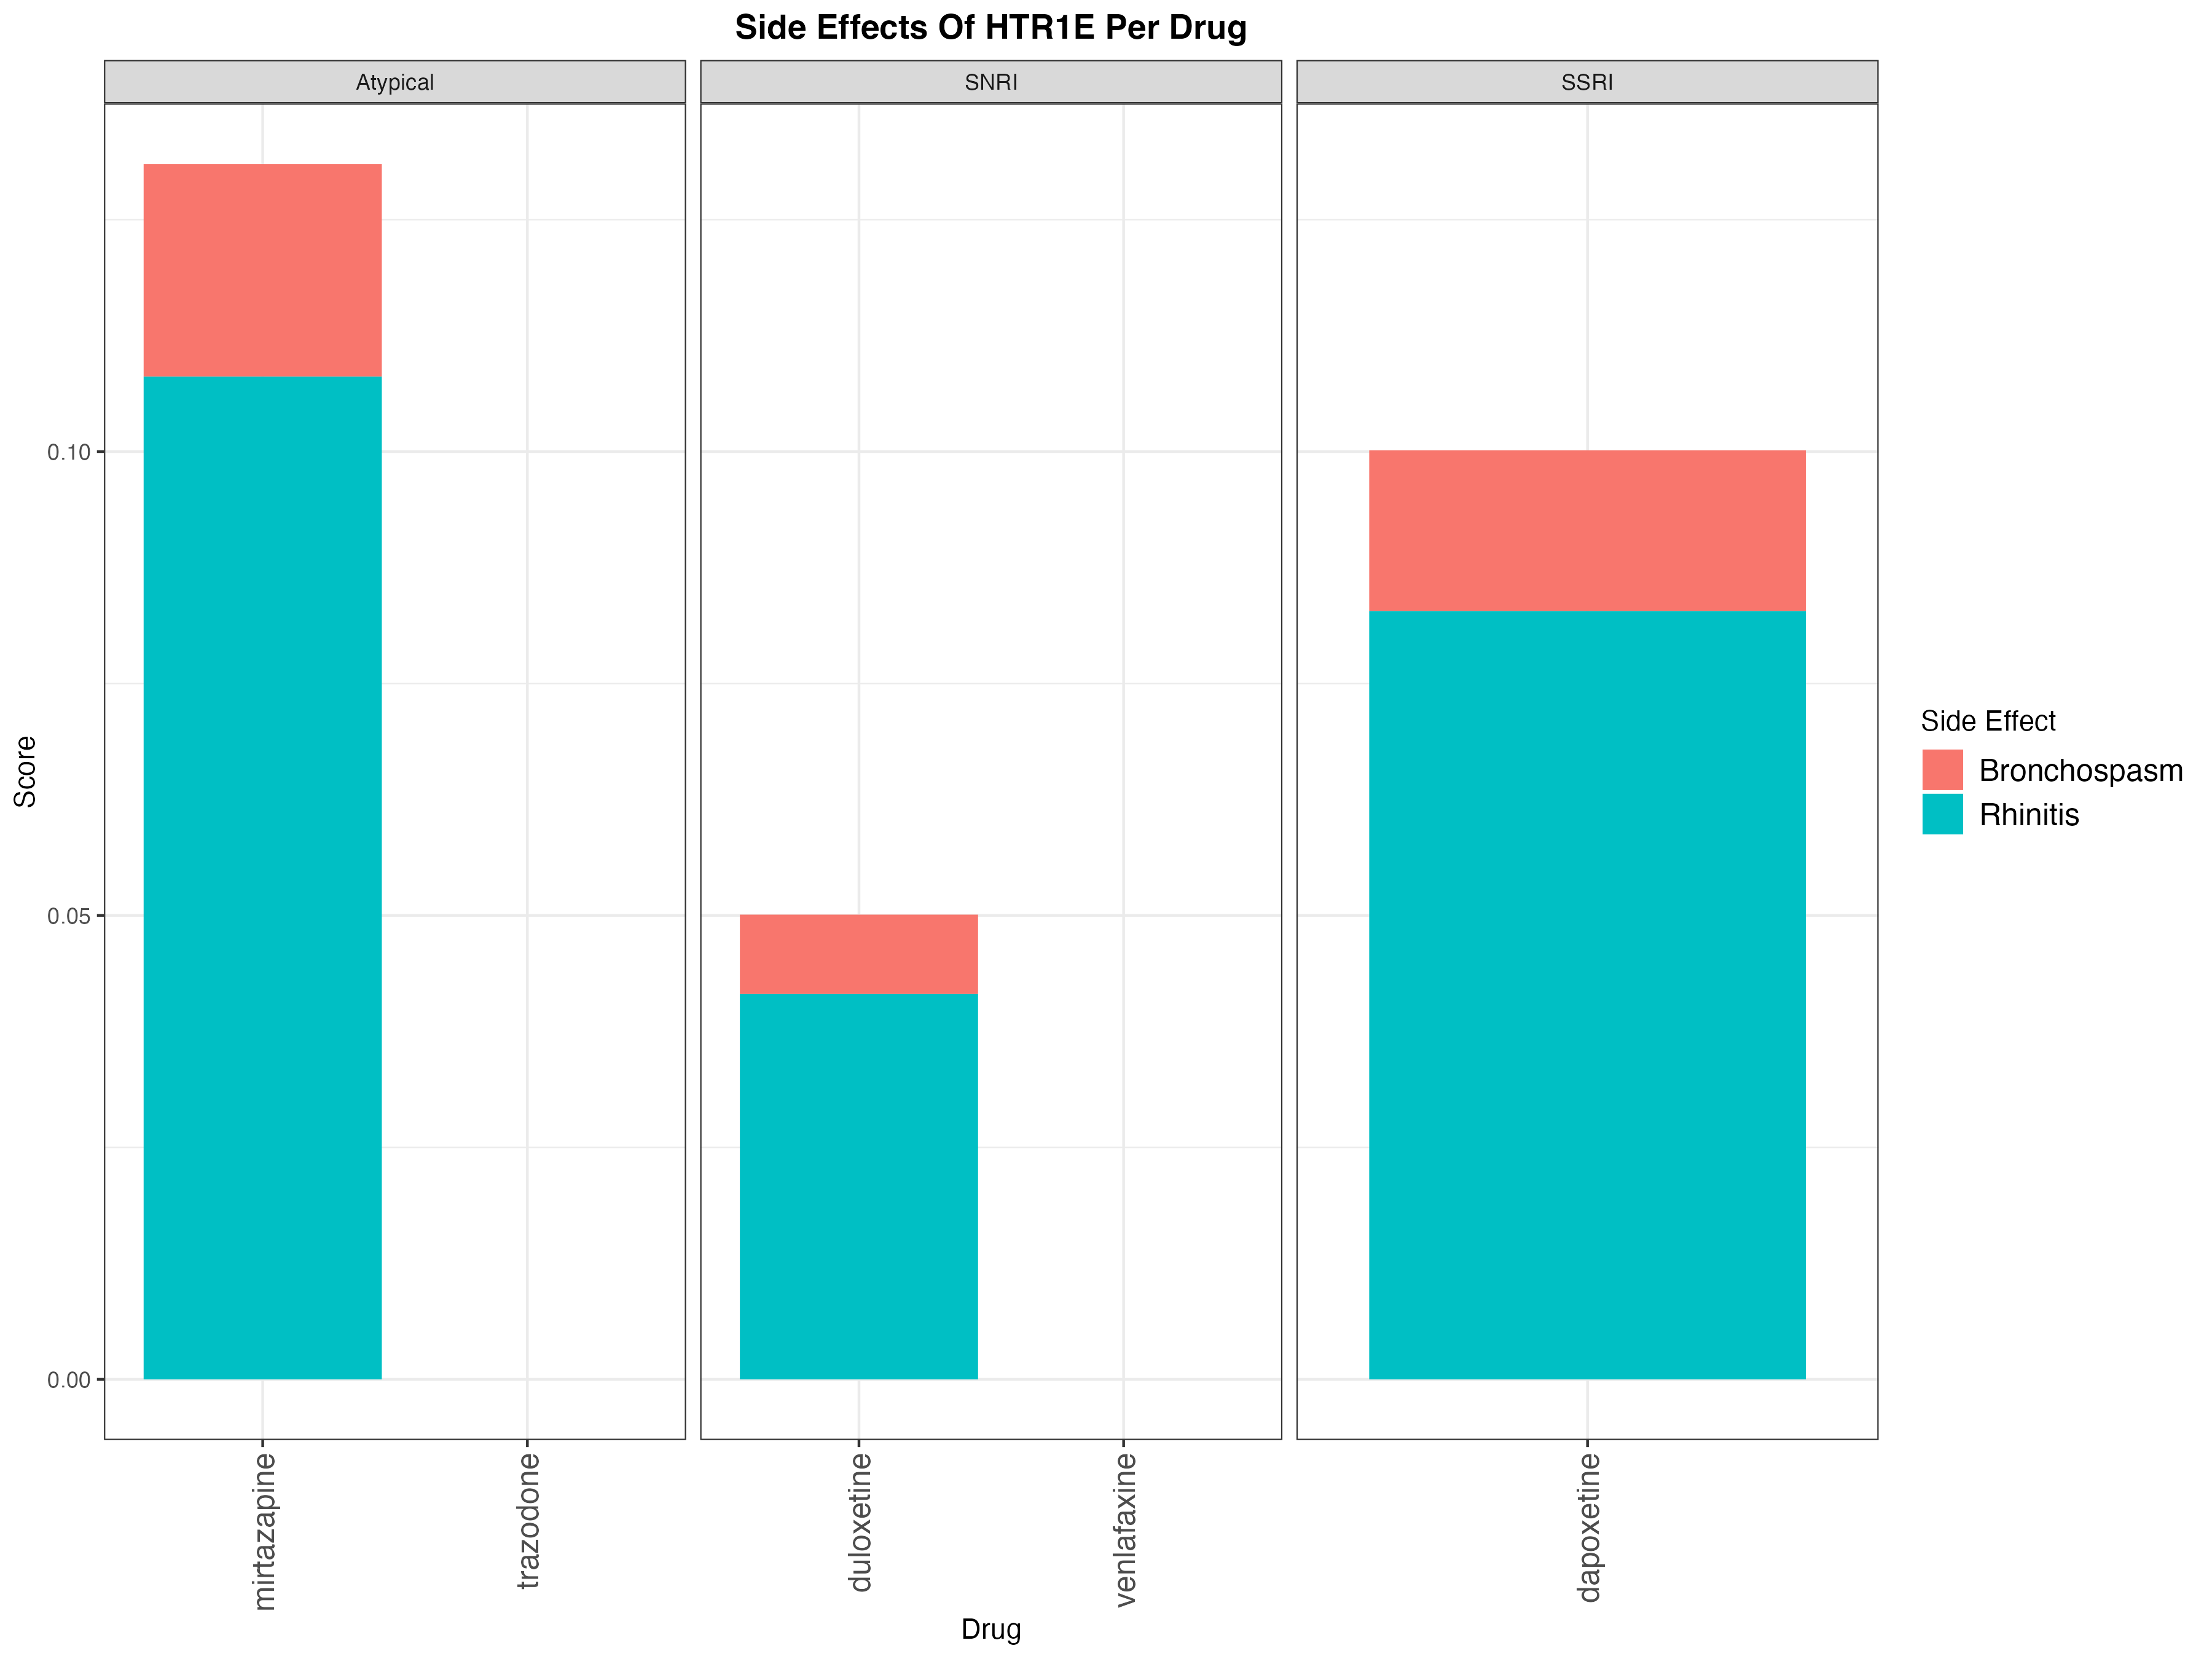 Side Effects Of HTR1E Per Drug
Atypical
SNRI
SSRI
0.10
0.05
0.00
Score
mirtazapine
trazodone
duloxetine
venlafaxine
dapoxetine
Drug
Side Effect
Bronchospasm
Rhinitis